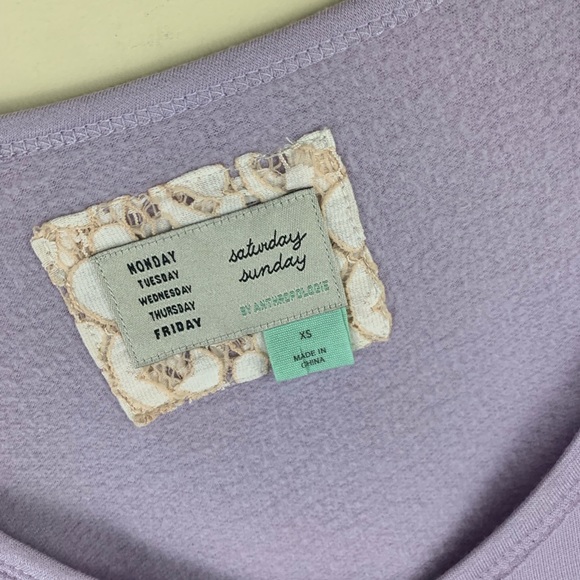 MONDAY
TUESDAY
WEDNESDAY
THURSDAY
FRIDAY
saturday
sunday
BY ANTHROPOLOGIE
XS
MADE IN
CHINA